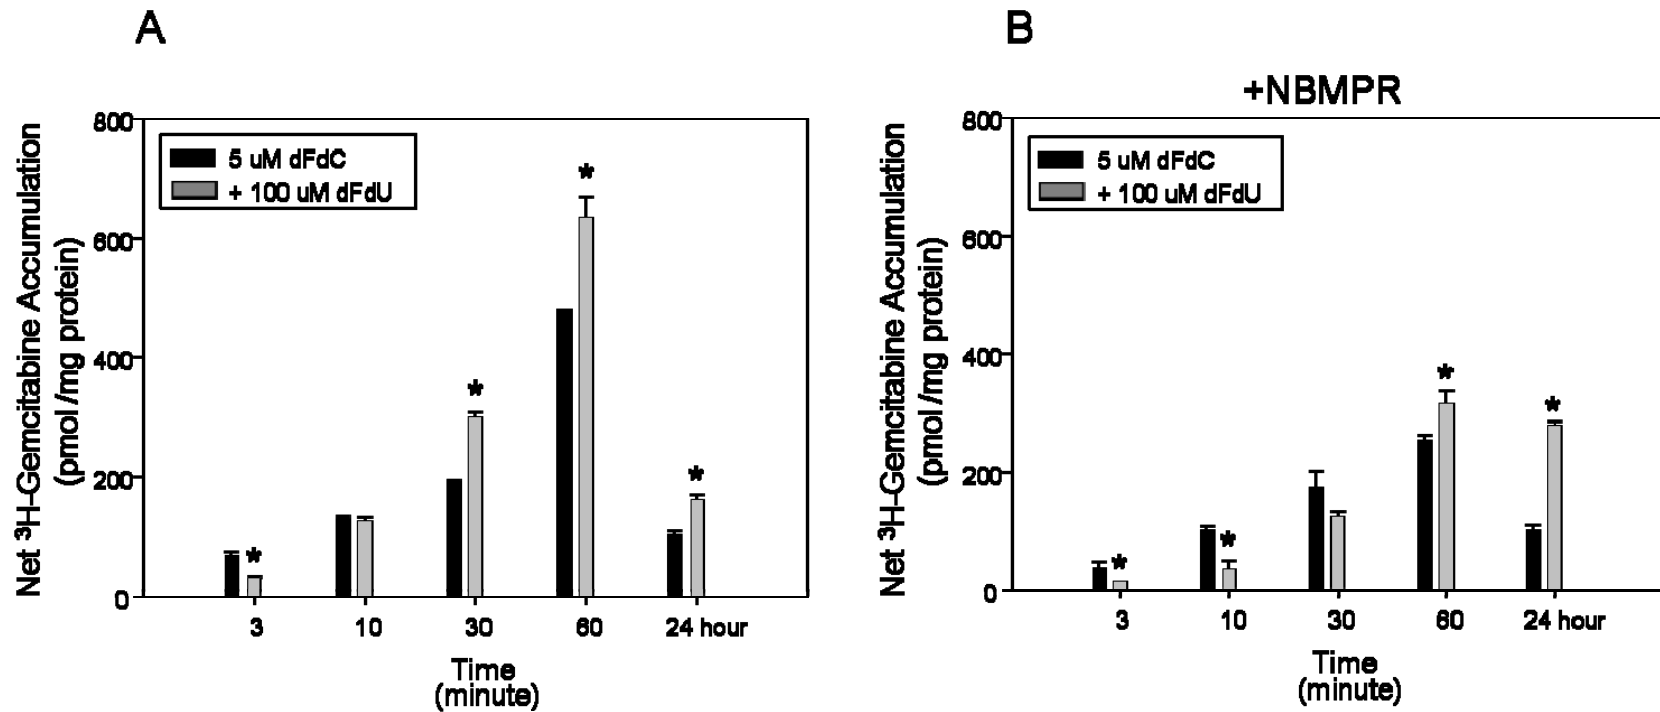 A
800
600
400
200
0
Net ³H-Gemcitabine Accumulation
(pmol/mg protein)
5 uM dFdC
+ 100 uM dFdU
*
*
*
*
3 10 30 60 24 hour
Time
(minute)
B
+NBMPR
800
600
400
200
0
Net ³H-Gemcitabine Accumulation
(pmol/mg protein)
5 uM dFdC
+ 100 uM dFdU
*
*
*
*
3 10 30 60 24 hour
Time
(minute)